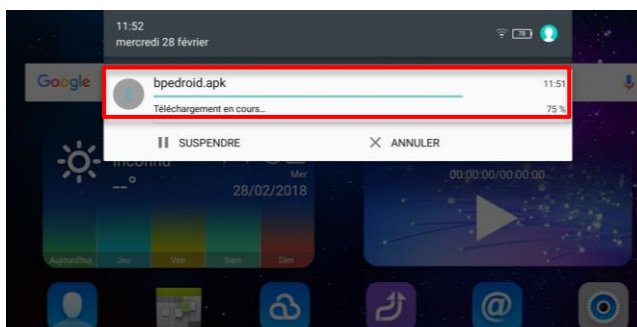 11:52
mercredi 28 février
78
Google
bpedroid.apk
11:51
Téléchargement en cours...
75 %
SUSPENDRE
ANNULER
Inconnu
--°
Mer
28/02/2018
00:00:00/00:00:00
Aujourd'hui
Jeu
Ven
Sam
Dim